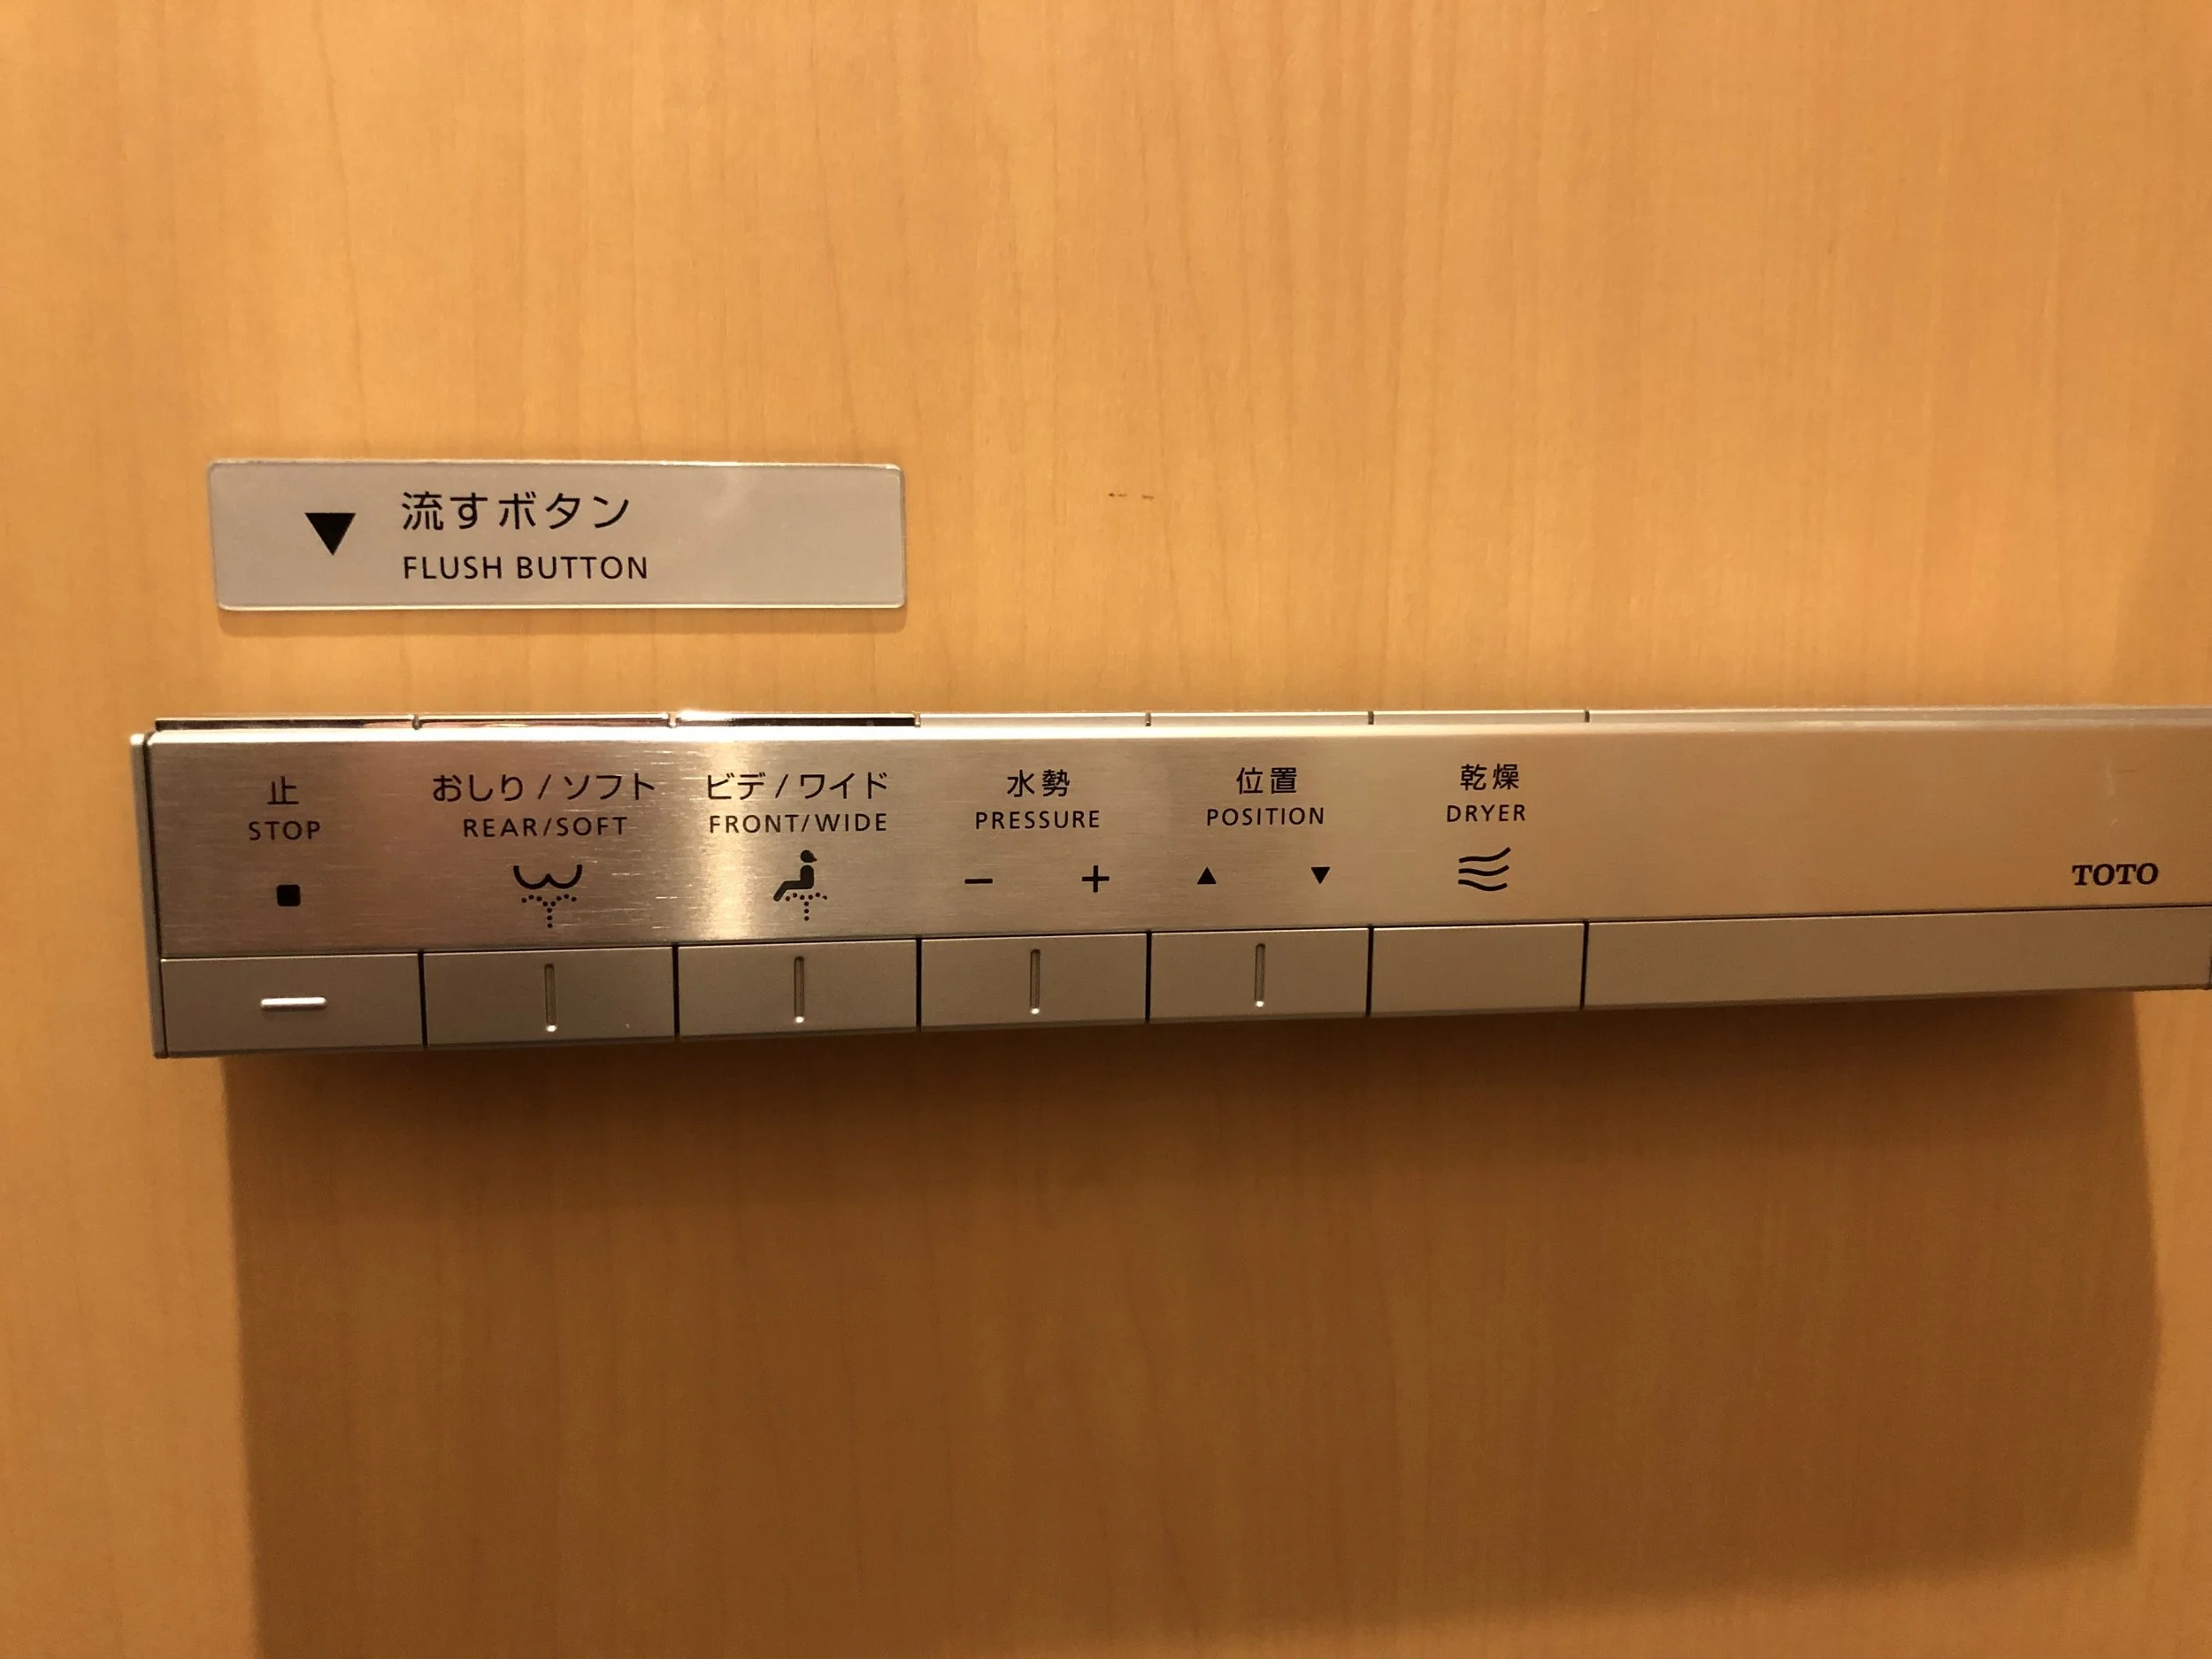 ▼ 流すボタン
FLUSH BUTTON
止
STOP
おしり / ソフト
REAR/SOFT
ビデ / ワイド
FRONT/WIDE
水勢
PRESSURE
− +
位置
POSITION
▲ ▼
乾燥
DRYER
TOTO